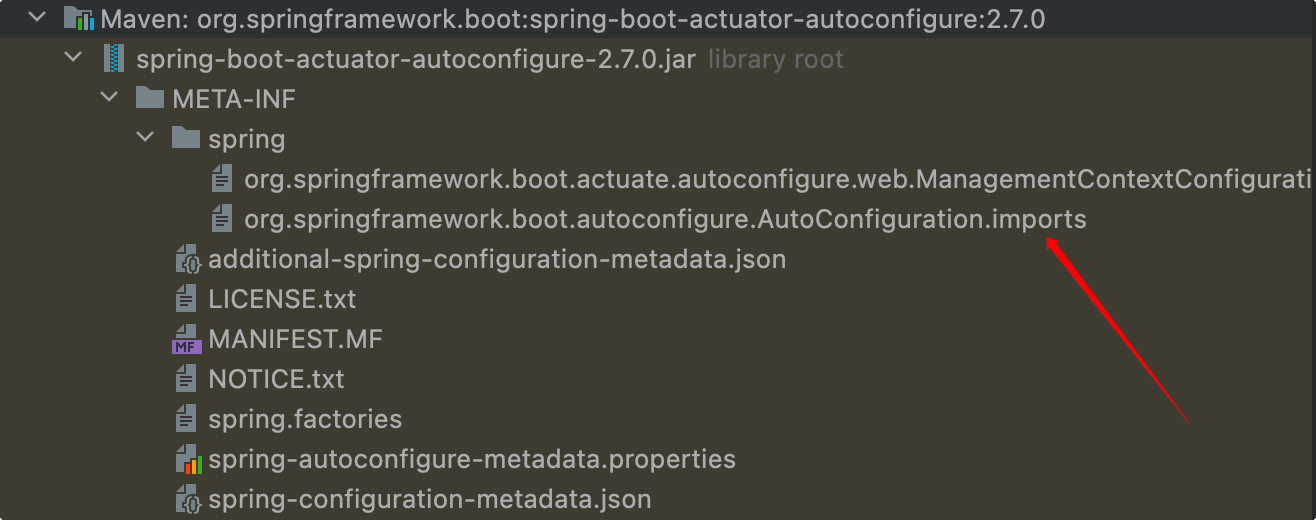 Maven: org.springframework.boot:spring-boot-actuator-autoconfigure:2.7.0
spring-boot-actuator-autoconfigure-2.7.0.jar library root
META-INF
spring
org.springframework.boot.actuate.autoconfigure.web.ManagementContextConfigurati
org.springframework.boot.autoconfigure.AutoConfiguration.imports
additional-spring-configuration-metadata.json
LICENSE.txt
MF MANIFEST.MF
NOTICE.txt
spring.factories
spring-autoconfigure-metadata.properties
spring-configuration-metadata.json